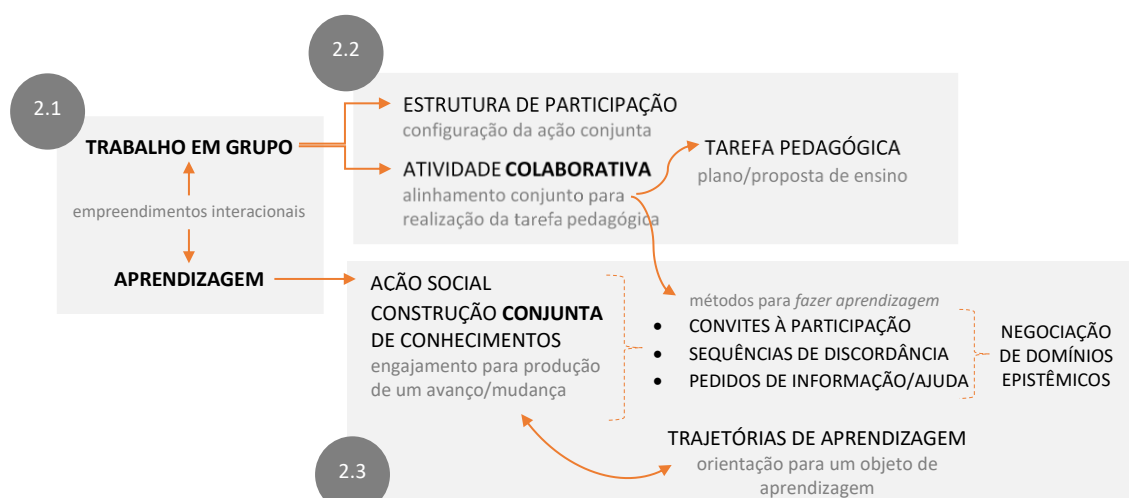 2.1
TRABALHO EM GRUPO
empreendimentos interacionais
APRENDIZAGEM
2.2
ESTRUTURA DE PARTICIPAÇÃO
configuração da ação conjunta
ATIVIDADE COLABORATIVA
alinhamento conjunto para
realização da tarefa pedagógica
TAREFA PEDAGÓGICA
plano/proposta de ensino
2.3
AÇÃO SOCIAL
CONSTRUÇÃO CONJUNTA
DE CONHECIMENTOS
engajamento para produção
de um avanço/mudança
métodos para fazer aprendizagem
• CONVITES À PARTICIPAÇÃO
• SEQUÊNCIAS DE DISCORDÂNCIA
• PEDIDOS DE INFORMAÇÃO/AJUDA
NEGOCIAÇÃO
DE DOMÍNIOS
EPISTÊMICOS
TRAJETÓRIAS DE APRENDIZAGEM
orientação para um objeto de
aprendizagem